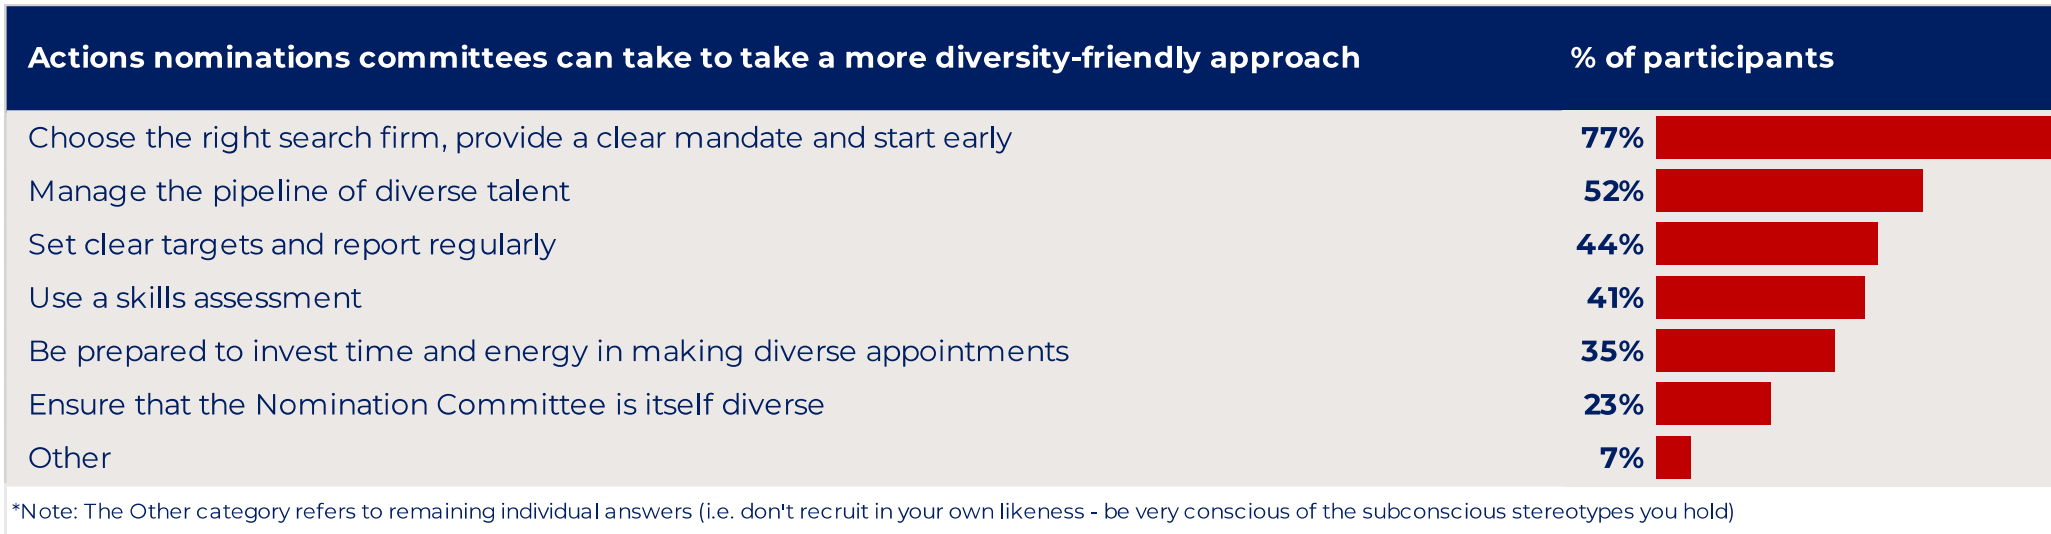 Actions nominations committees can take to take a more diversity-friendly approach % of participants
Choose the right search firm, provide a clear mandate and start early 77%
Manage the pipeline of diverse talent 52%
Set clear targets and report regularly 44%
Use a skills assessment 41%
Be prepared to invest time and energy in making diverse appointments 35%
Ensure that the Nomination Committee is itself diverse 23%
Other 7%
*Note: The Other category refers to remaining individual answers (i.e. don't recruit in your own likeness - be very conscious of the subconscious stereotypes you hold)